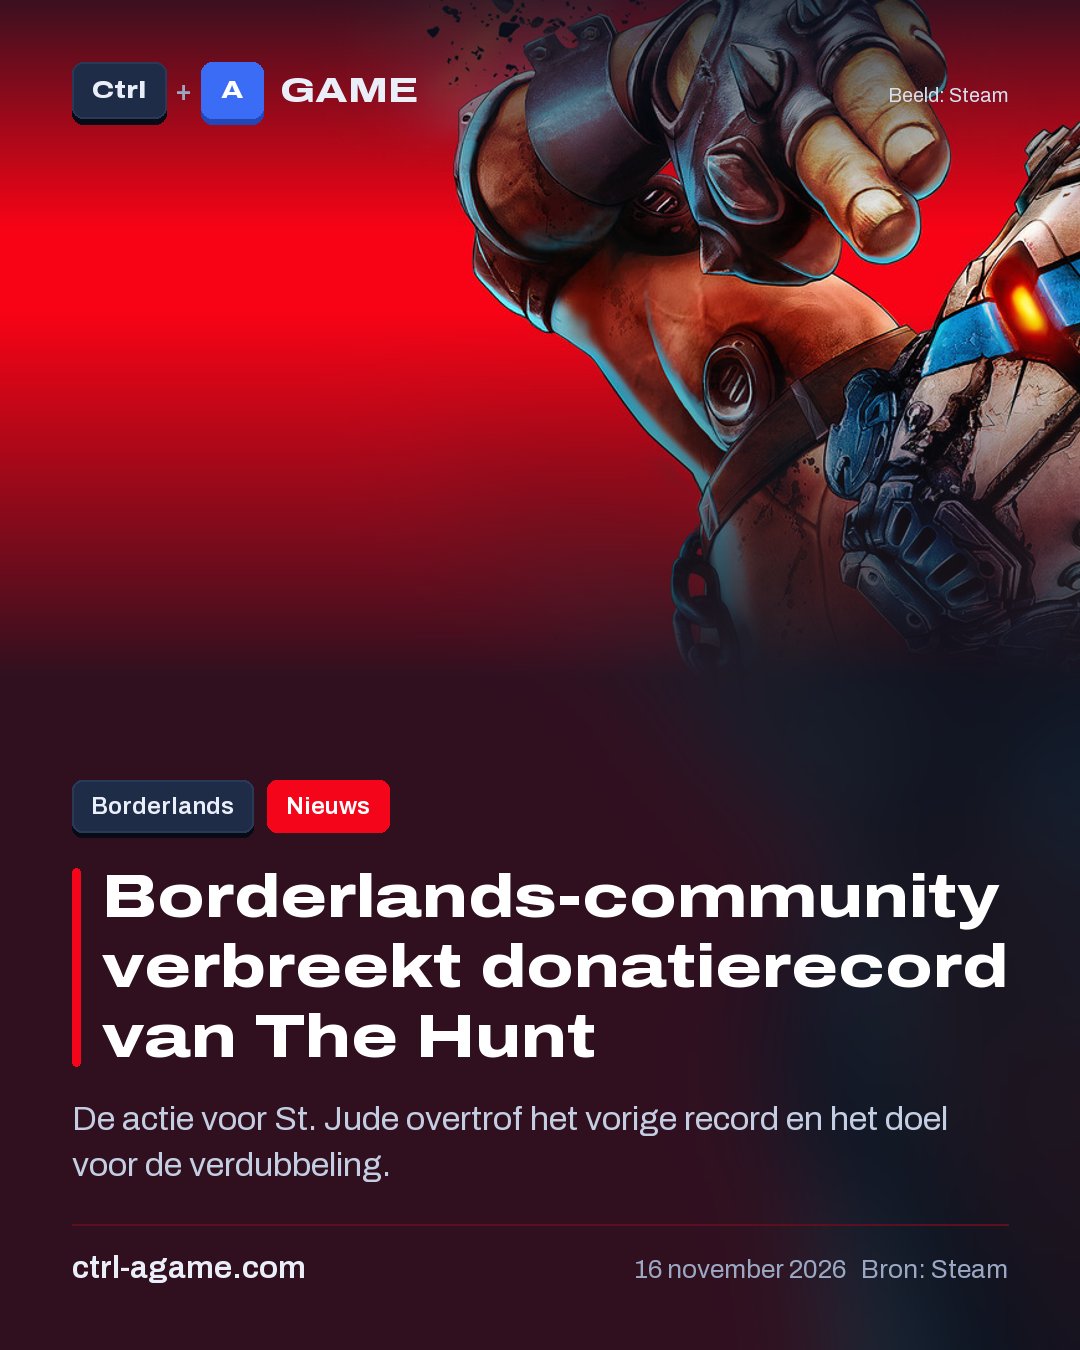 Ctrl + A GAME
Beeld: Steam
Borderlands Nieuws
Borderlands-community
verbreekt donatierecord
van The Hunt
De actie voor St. Jude overtrof het vorige record en het doel
voor de verdubbeling.
ctrl-agame.com
16 november 2026 Bron: Steam